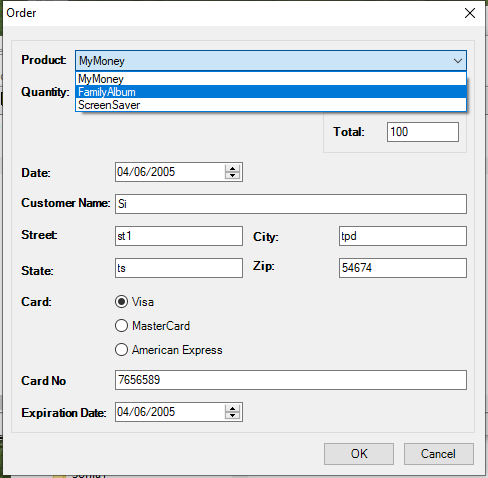 Order
Product: MyMoney
MyMoney
Quantity: FamilyAlbum
ScreenSaver
Total: 100
Date: 04/06/2005
Customer Name: Si
Street: st1 City: tpd
State: ts Zip: 54674
Card: Visa
MasterCard
American Express
Card No 7656589
Expiration Date: 04/06/2005
OK Cancel